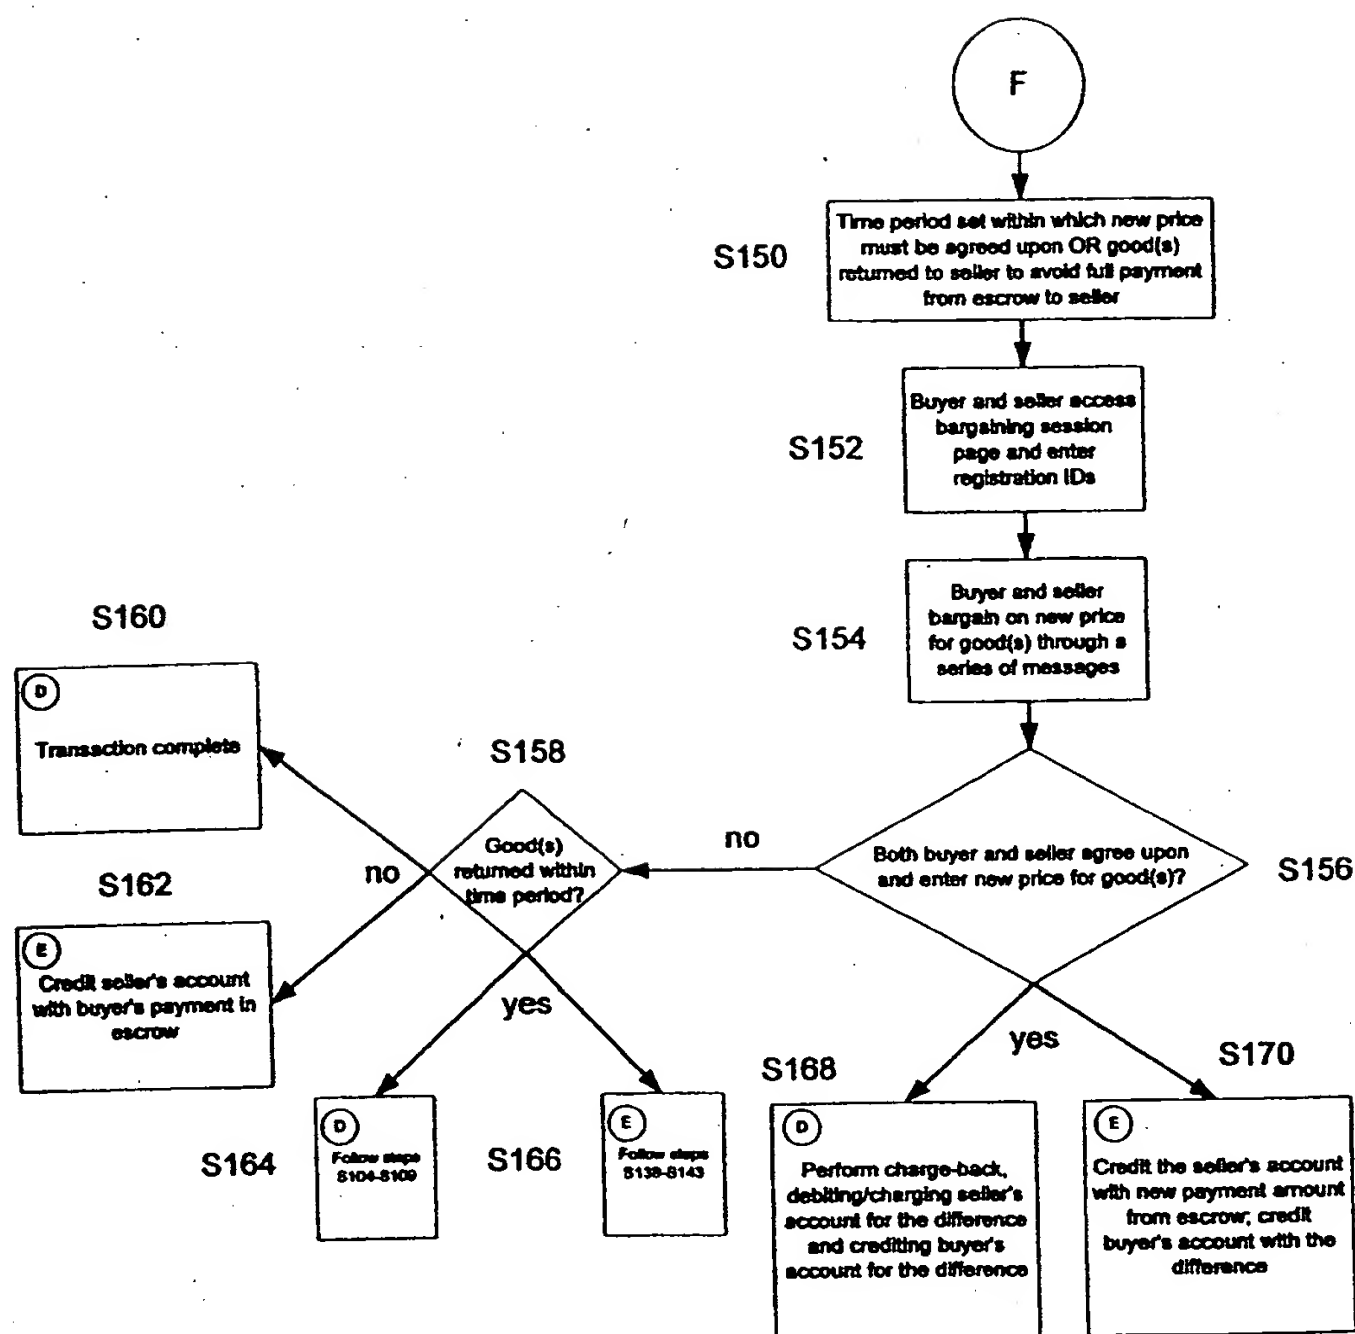 F
S150
Time period set within which new price
must be agreed upon OR good(s)
returned to seller to avoid full payment
from escrow to seller
S152
Buyer and seller access
bargaining session
page and enter
registration IDs
S154
Buyer and seller
bargain on new price
for good(s) through a
series of messages
S156
Both buyer and seller agree upon
and enter new price for good(s)?
no
yes
S158
Good(s)
returned within
time period?
no
yes
S160
D
Transaction complete
S162
E
Credit seller's account
with buyer's payment in
escrow
S164
D
Follow steps
S104-S109
S166
E
Follow steps
S138-S143
S168
D
Perform charge-back,
debiting/charging seller's
account for the difference
and crediting buyer's
account for the difference
S170
E
Credit the seller's account
with new payment amount
from escrow; credit
buyer's account with the
difference